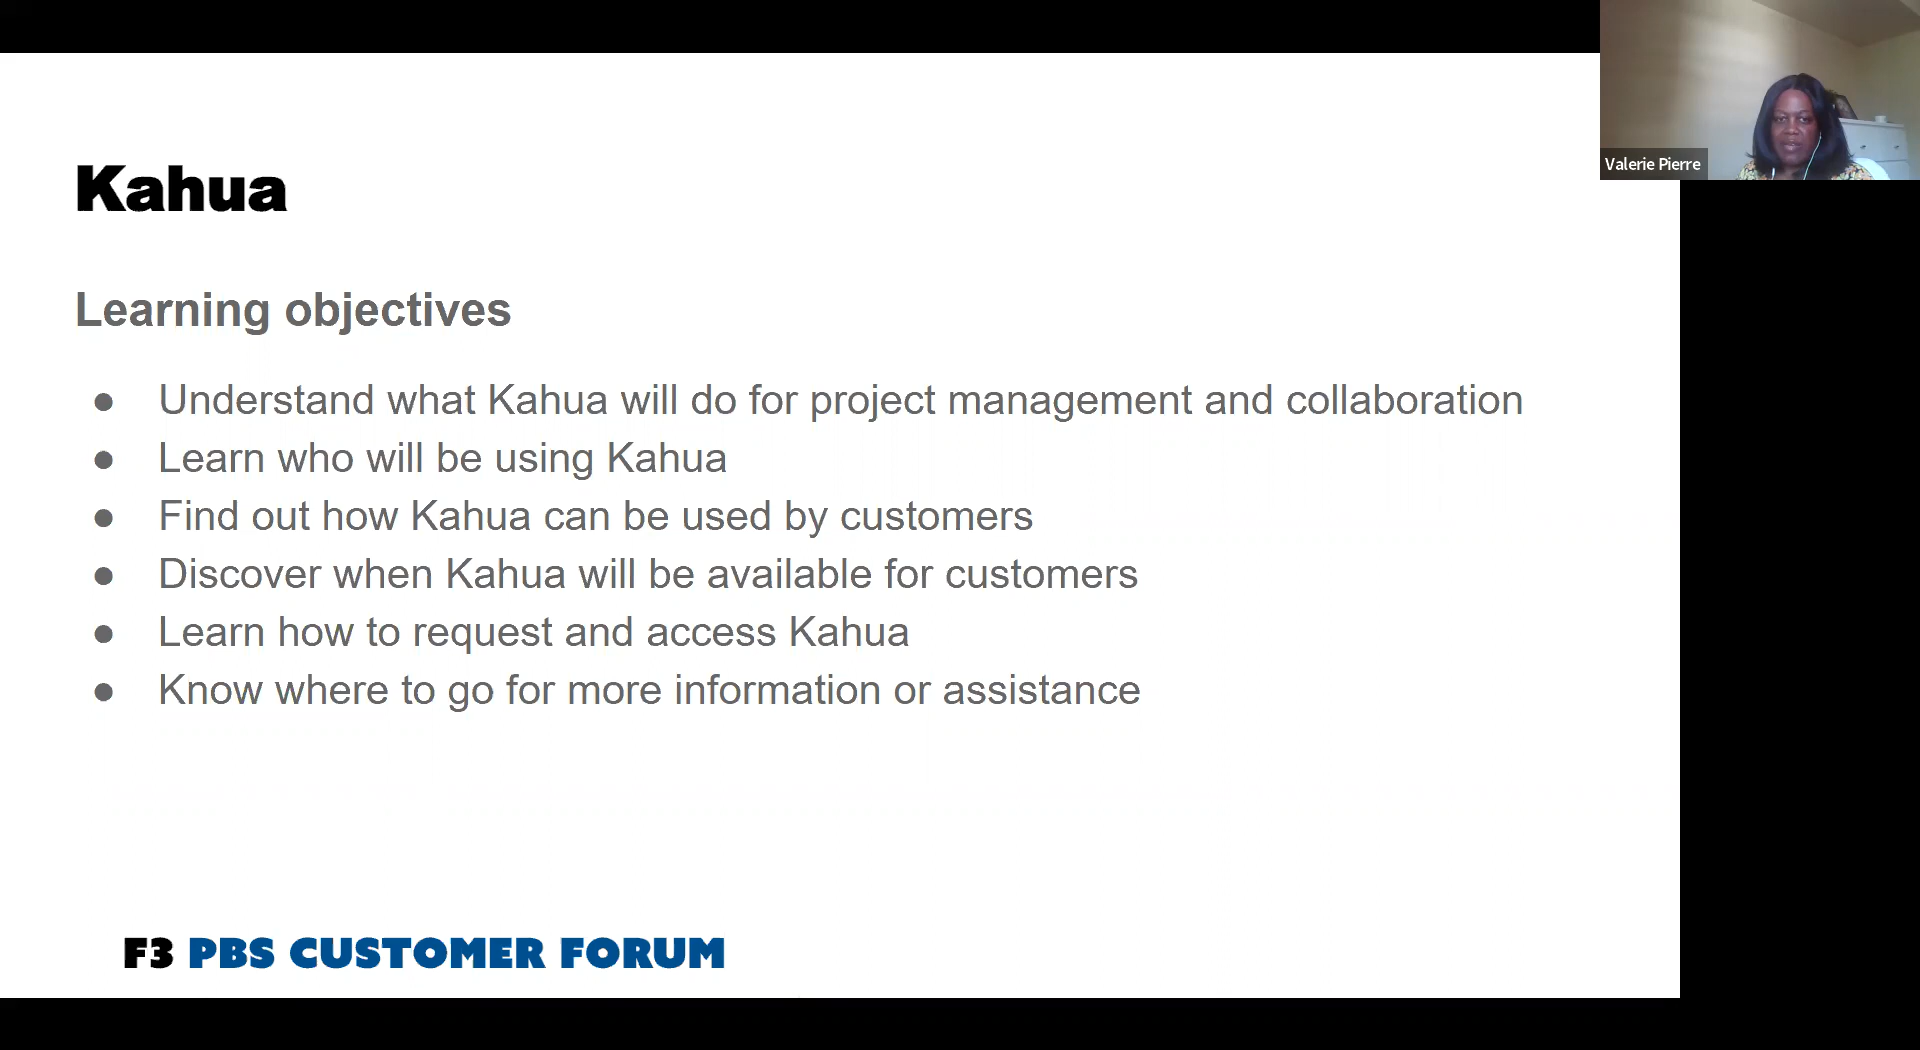 Kahua
Learning objectives
● Understand what Kahua will do for project management and collaboration
● Learn who will be using Kahua
● Find out how Kahua can be used by customers
● Discover when Kahua will be available for customers
● Learn how to request and access Kahua
● Know where to go for more information or assistance
F3 PBS CUSTOMER FORUM
Valerie Pierre